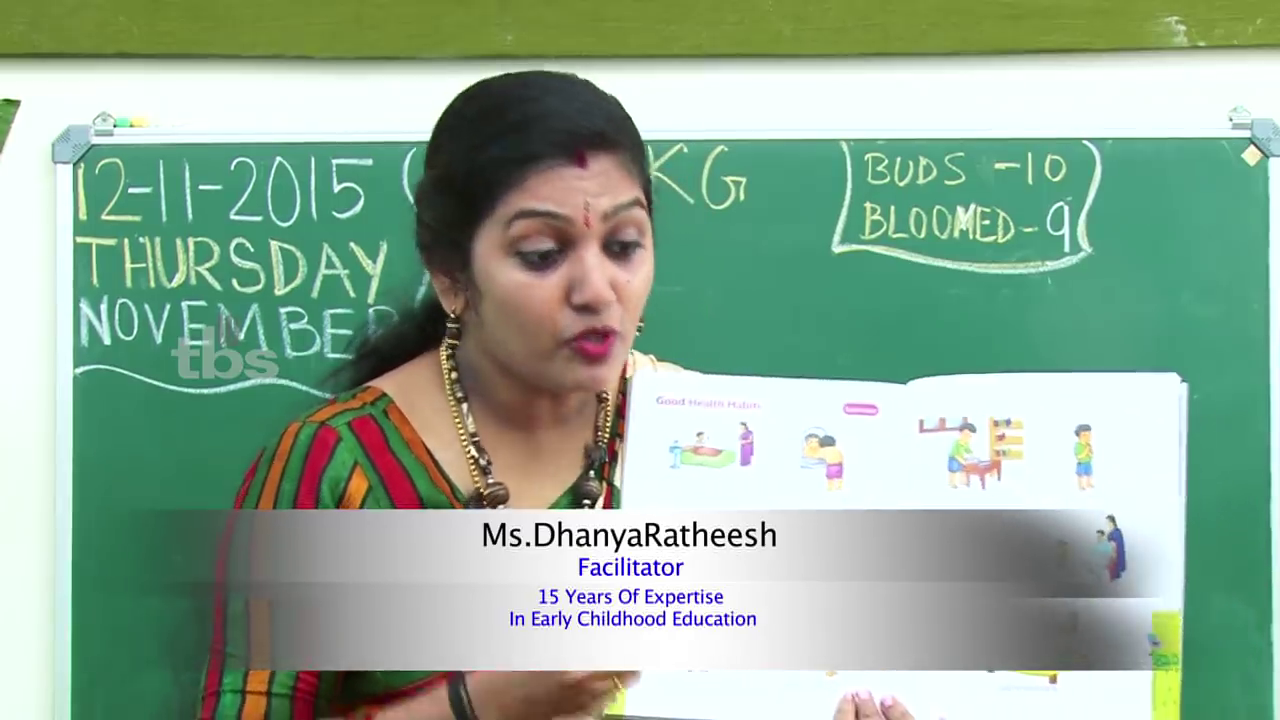 12-11-2015
KG
THURSDAY
NOVEMBER
BUDS -10
BLOOMED-9
tbs
Good Health Habits
Ms.DhanyaRatheesh
Facilitator
15 Years Of Expertise
In Early Childhood Education